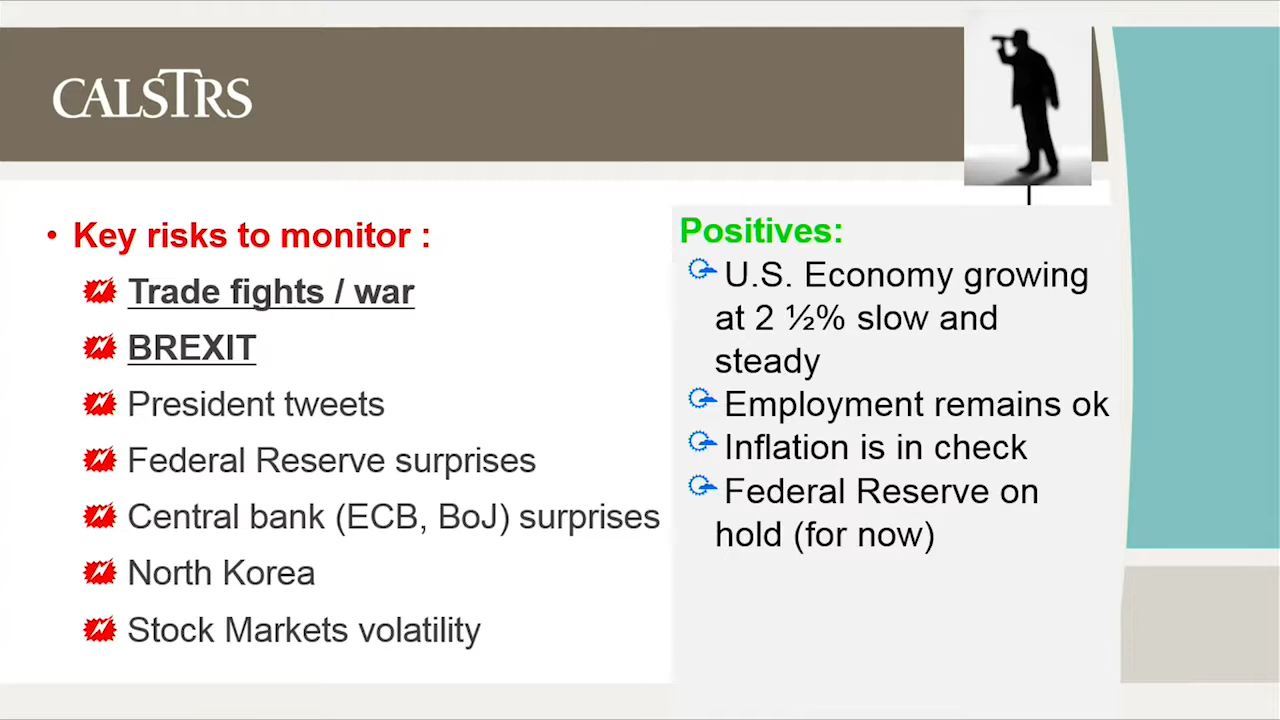 CALSTRS
• Key risks to monitor :
Trade fights / war
BREXIT
President tweets
Federal Reserve surprises
Central bank (ECB, BoJ) surprises
North Korea
Stock Markets volatility
Positives:
U.S. Economy growing
at 2 ½% slow and
steady
Employment remains ok
Inflation is in check
Federal Reserve on
hold (for now)